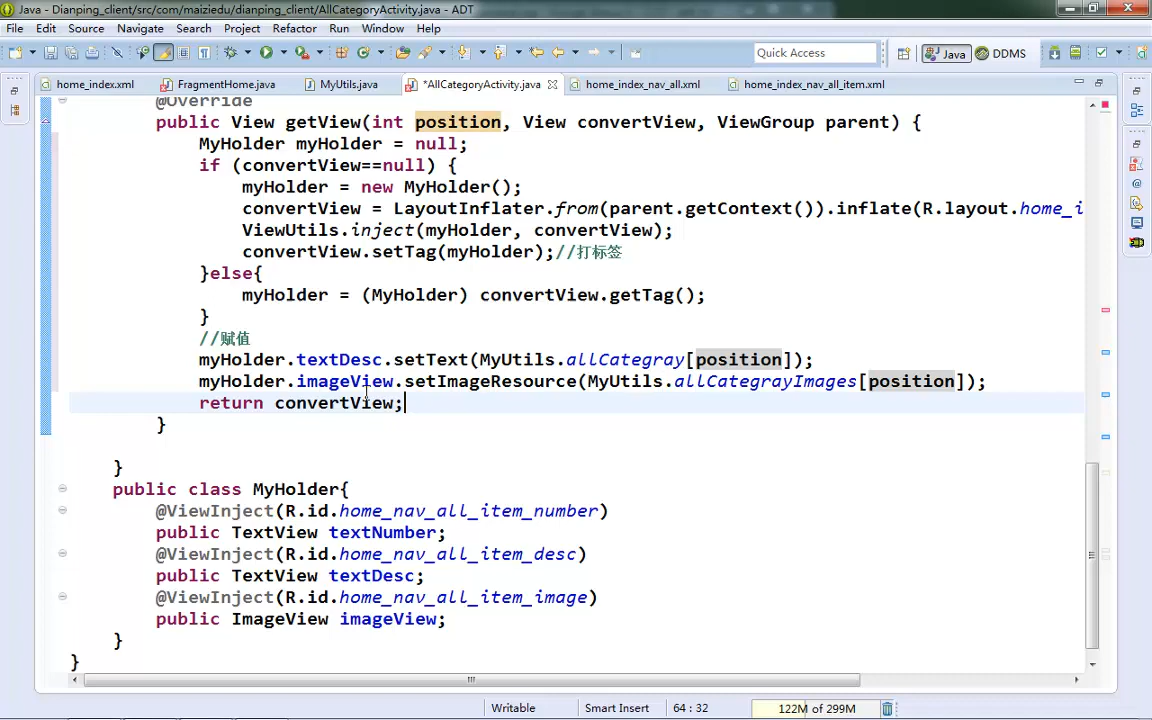 Java - Dianping_client/src/com/maiziedu/dianping_client/AllCategoryActivity.java - ADT
File Edit Source Navigate Search Project Refactor Run Window Help
Quick Access
Java
DDMS
home_index.xml
FragmentHome.java
MyUtils.java
*AllCategoryActivity.java
home_index_nav_all.xml
home_index_nav_all_item.xml
@Override
public View getView(int position, View convertView, ViewGroup parent) {
MyHolder myHolder = null;
if (convertView==null) {
myHolder = new MyHolder();
convertView = LayoutInflater.from(parent.getContext()).inflate(R.layout.home_i
ViewUtils.inject(myHolder, convertView);
convertView.setTag(myHolder);//打标签
}else{
myHolder = (MyHolder) convertView.getTag();
}
//赋值
myHolder.textDesc.setText(MyUtils.allCategray[position]);
myHolder.imageView.setImageResource(MyUtils.allCategrayImages[position]);
return convertView;
}
}
public class MyHolder{
@ViewInject(R.id.home_nav_all_item_number)
public TextView textNumber;
@ViewInject(R.id.home_nav_all_item_desc)
public TextView textDesc;
@ViewInject(R.id.home_nav_all_item_image)
public ImageView imageView;
}
}
Writable
Smart Insert
64 : 32
122M of 299M